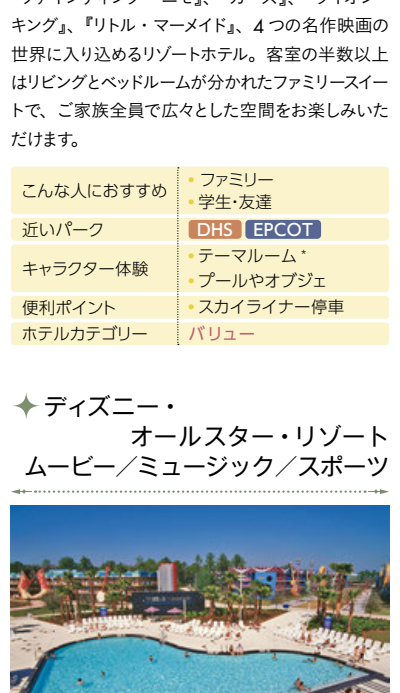 キング』、『リトル・マーメイド』、4つの名作映画の
世界に入り込めるリゾートホテル。客室の半数以上
はリビングとベッドルームが分かれたファミリースイー
トで、ご家族全員で広々とした空間をお楽しみいた
だけます。
こんな人におすすめ
• ファミリー
• 学生・友達
近いパーク
DHS EPCOT
キャラクター体験
• テーマルーム *
• プールやオブジェ
便利ポイント
• スカイライナー停車
ホテルカテゴリー
バリュー
ディズニー・
オールスター・リゾート
ムービー／ミュージック／スポーツ